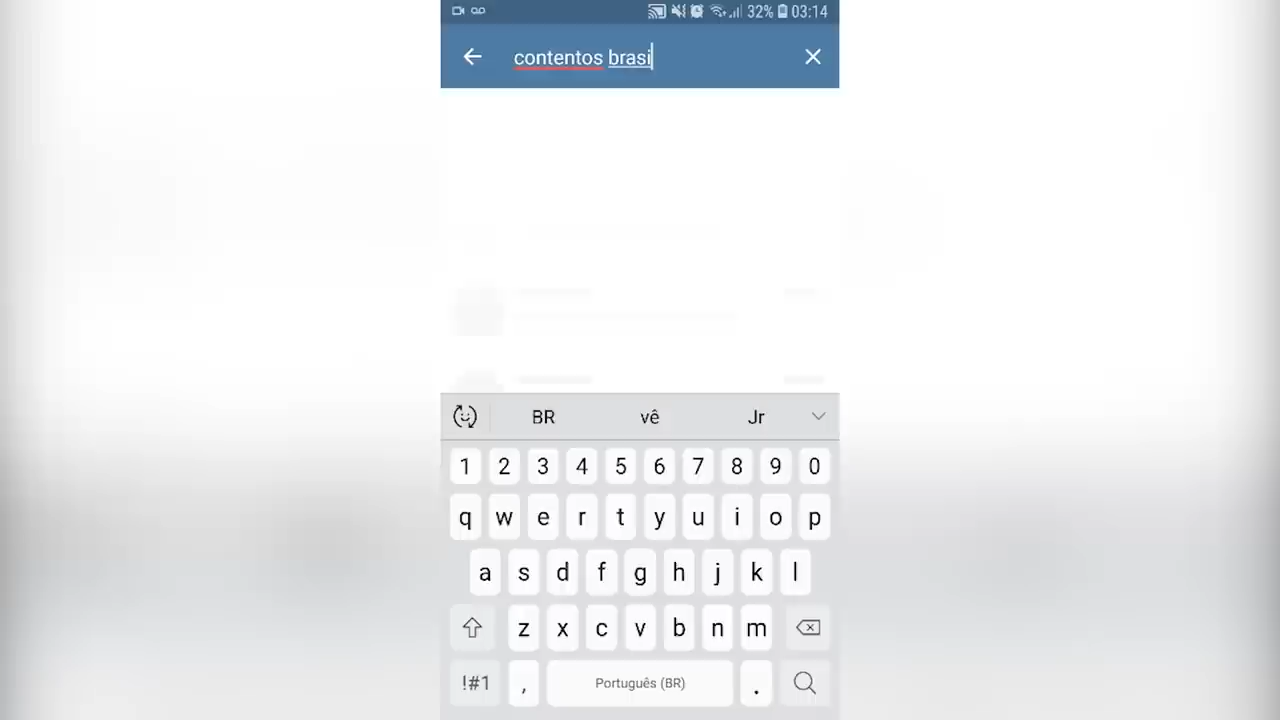 32% 03:14
contentos brasi
BR vê Jr
1 2 3 4 5 6 7 8 9 0
q w e r t y u i o p
a s d f g h j k l
z x c v b n m
!#1 , Português (BR) .